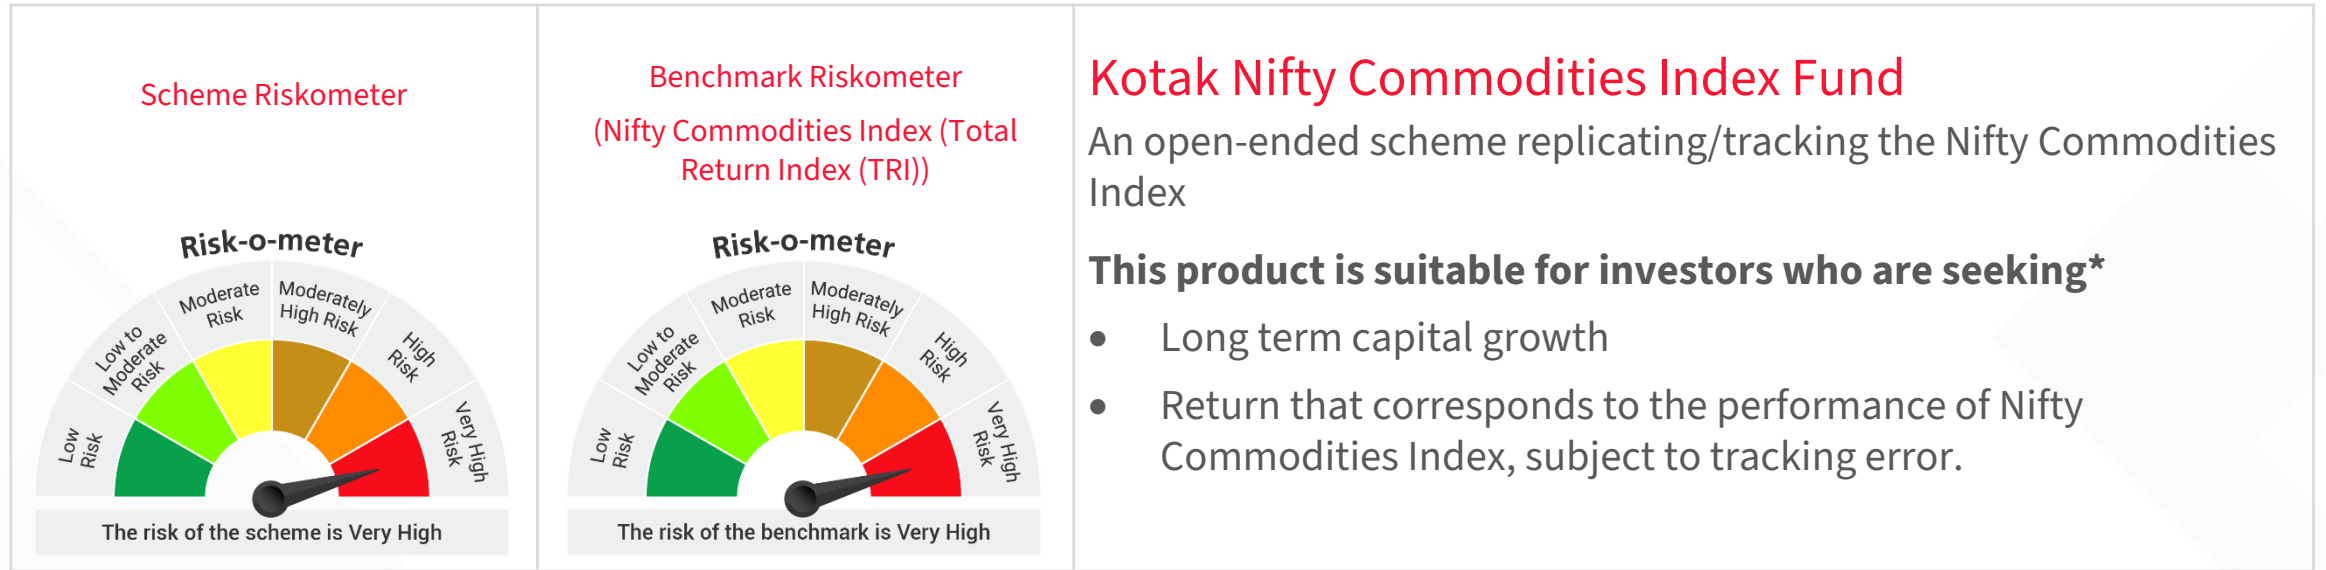 Scheme Riskometer
Risk-o-meter
Low
Risk
Low to
Moderate
Risk
Moderate
Risk
Moderately
High Risk
High
Risk
Very High
Risk
The risk of the scheme is Very High
Benchmark Riskometer
(Nifty Commodities Index (Total
Return Index (TRI))
Risk-o-meter
Low
Risk
Low to
Moderate
Risk
Moderate
Risk
Moderately
High Risk
High
Risk
Very High
Risk
The risk of the benchmark is Very High
Kotak Nifty Commodities Index Fund
An open-ended scheme replicating/tracking the Nifty Commodities
Index
This product is suitable for investors who are seeking*
• Long term capital growth
• Return that corresponds to the performance of Nifty
Commodities Index, subject to tracking error.